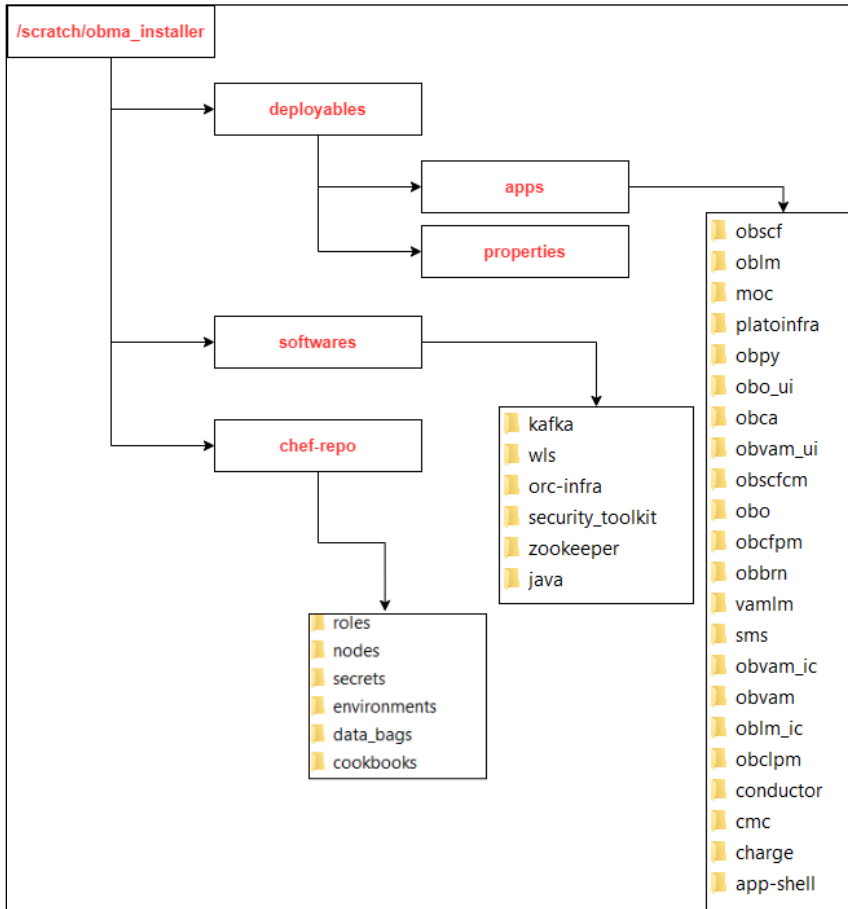 /scratch/obma_installer
deployables
apps
properties
obscf
oblm
moc
platoinfra
obpy
obo_ui
obca
obvam_ui
obscfcm
obo
obcfpm
obbrn
vamlm
sms
obvam_ic
obvam
oblm_ic
obclpm
conductor
cmc
charge
app-shell
softwares
kafka
wls
orc-infra
security_toolkit
zookeeper
java
chef-repo
roles
nodes
secrets
environments
data_bags
cookbooks